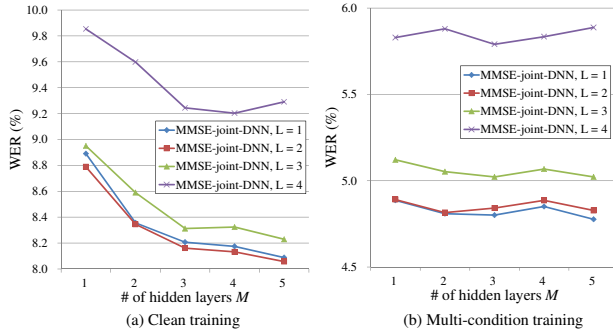 10.0
9.8
9.6
9.4
9.2
9.0
8.8
8.6
8.4
8.2
8.0
WER (%)
MMSE-joint-DNN, L = 1
MMSE-joint-DNN, L = 2
MMSE-joint-DNN, L = 3
MMSE-joint-DNN, L = 4
1 2 3 4 5
# of hidden layers M
(a) Clean training
6.0
5.5
5.0
4.5
WER (%)
MMSE-joint-DNN, L = 1
MMSE-joint-DNN, L = 2
MMSE-joint-DNN, L = 3
MMSE-joint-DNN, L = 4
1 2 3 4 5
# of hidden layers M
(b) Multi-condition training